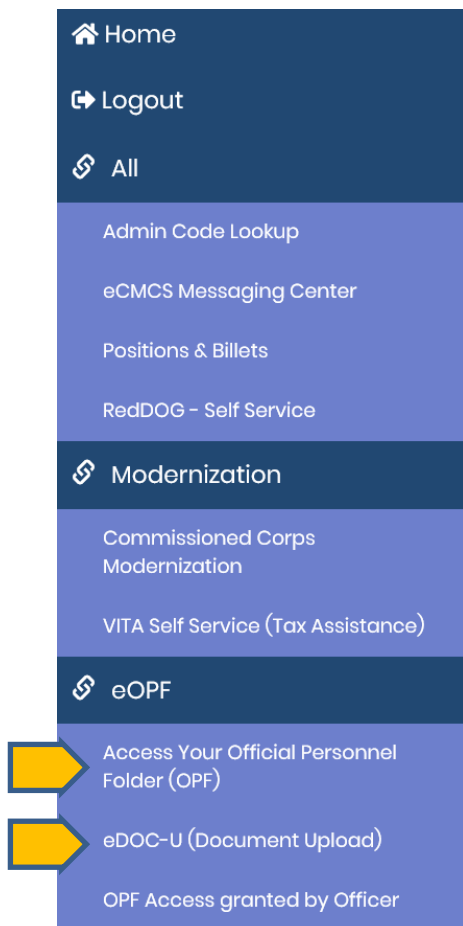 Home
Logout
All
Admin Code Lookup
eCMCS Messaging Center
Positions & Billets
RedDOG - Self Service
Modernization
Commissioned Corps
Modernization
VITA Self Service (Tax Assistance)
eOPF
Access Your Official Personnel
Folder (OPF)
eDOC-U (Document Upload)
OPF Access granted by Officer